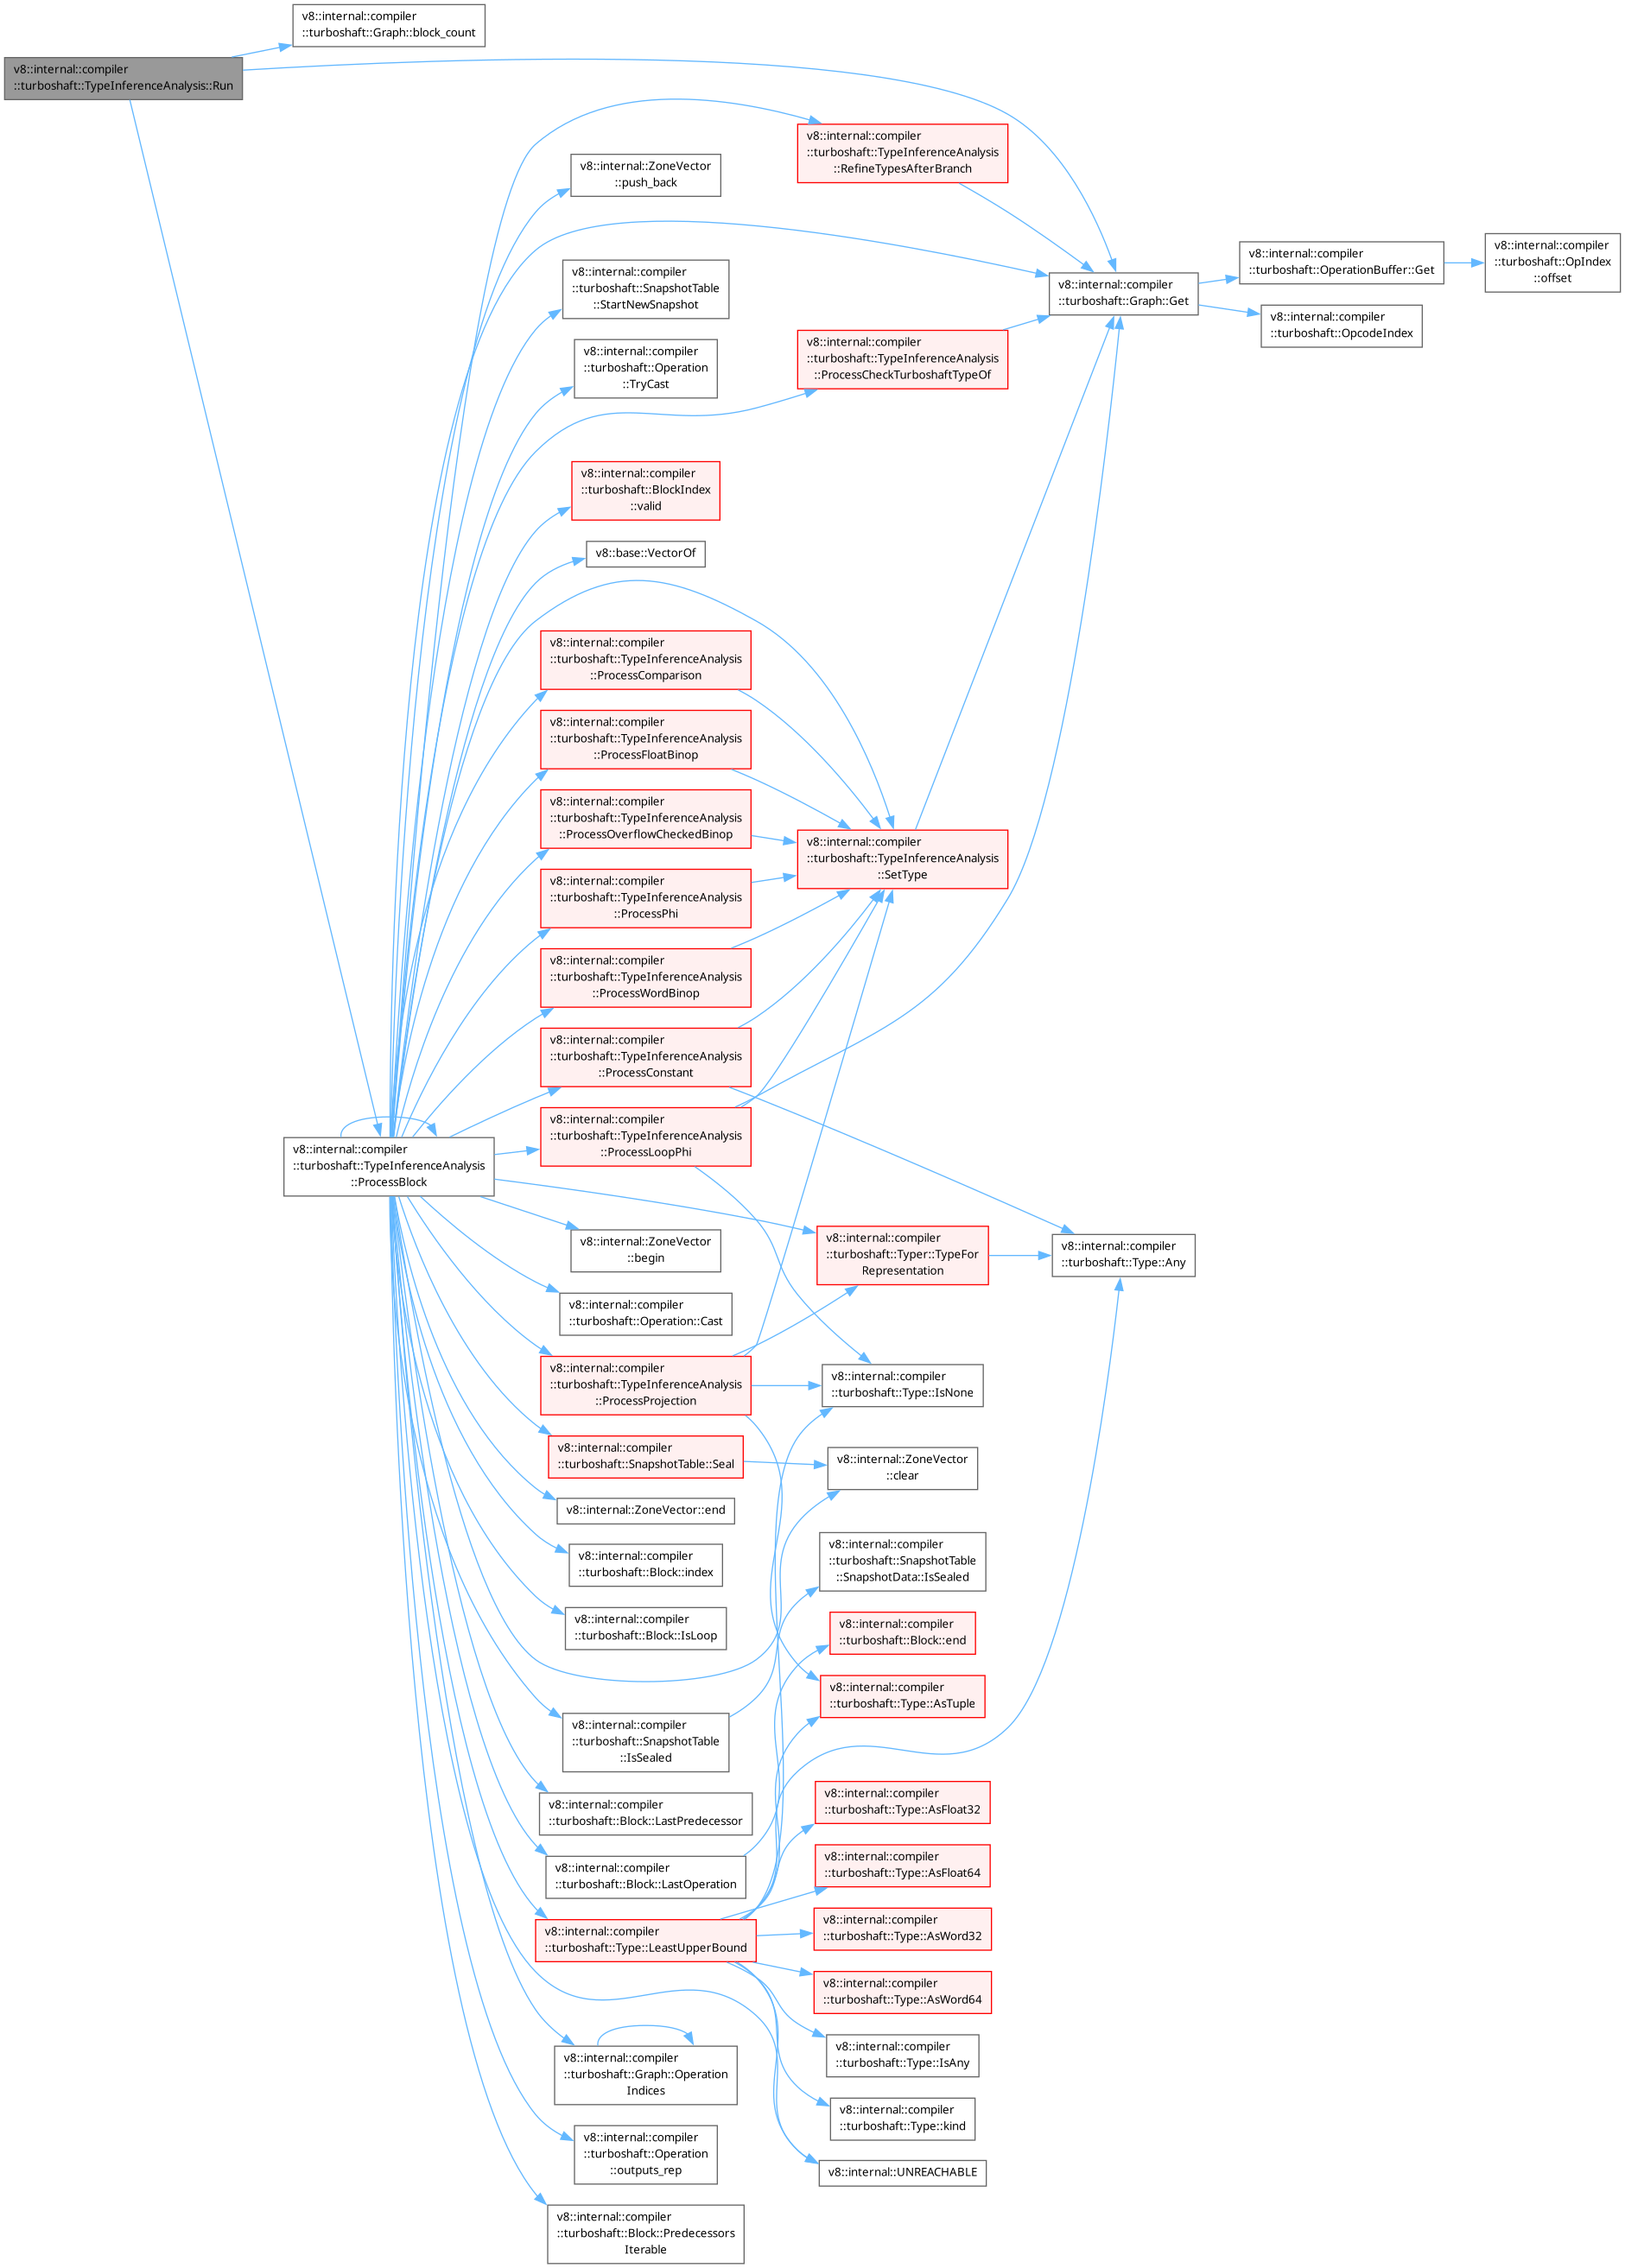 v8::internal::compiler
::turboshaft::Graph::block_count
v8::internal::compiler
::turboshaft::TypeInferenceAnalysis::Run
v8::internal::compiler
::turboshaft::TypeInferenceAnalysis
::RefineTypesAfterBranch
v8::internal::ZoneVector
::push_back
v8::internal::compiler
::turboshaft::OperationBuffer::Get
v8::internal::compiler
::turboshaft::OpIndex
::offset
v8::internal::compiler
::turboshaft::SnapshotTable
::StartNewSnapshot
v8::internal::compiler
::turboshaft::Graph::Get
v8::internal::compiler
::turboshaft::OpcodeIndex
v8::internal::compiler
::turboshaft::Operation
::TryCast
v8::internal::compiler
::turboshaft::TypeInferenceAnalysis
::ProcessCheckTurboshaftTypeOf
v8::internal::compiler
::turboshaft::BlockIndex
::valid
v8::base::VectorOf
v8::internal::compiler
::turboshaft::TypeInferenceAnalysis
::ProcessComparison
v8::internal::compiler
::turboshaft::TypeInferenceAnalysis
::ProcessFloatBinop
v8::internal::compiler
::turboshaft::TypeInferenceAnalysis
::ProcessOverflowCheckedBinop
v8::internal::compiler
::turboshaft::TypeInferenceAnalysis
::SetType
v8::internal::compiler
::turboshaft::TypeInferenceAnalysis
::ProcessPhi
v8::internal::compiler
::turboshaft::TypeInferenceAnalysis
::ProcessWordBinop
v8::internal::compiler
::turboshaft::TypeInferenceAnalysis
::ProcessConstant
v8::internal::compiler
::turboshaft::TypeInferenceAnalysis
::ProcessLoopPhi
v8::internal::compiler
::turboshaft::TypeInferenceAnalysis
::ProcessBlock
v8::internal::ZoneVector
::begin
v8::internal::compiler
::turboshaft::Typer::TypeFor
Representation
v8::internal::compiler
::turboshaft::Type::Any
v8::internal::compiler
::turboshaft::Operation::Cast
v8::internal::compiler
::turboshaft::TypeInferenceAnalysis
::ProcessProjection
v8::internal::compiler
::turboshaft::Type::IsNone
v8::internal::compiler
::turboshaft::SnapshotTable::Seal
v8::internal::ZoneVector
::clear
v8::internal::ZoneVector::end
v8::internal::compiler
::turboshaft::Block::index
v8::internal::compiler
::turboshaft::SnapshotTable
::SnapshotData::IsSealed
v8::internal::compiler
::turboshaft::Block::IsLoop
v8::internal::compiler
::turboshaft::Block::end
v8::internal::compiler
::turboshaft::Type::AsTuple
v8::internal::compiler
::turboshaft::SnapshotTable
::IsSealed
v8::internal::compiler
::turboshaft::Block::LastPredecessor
v8::internal::compiler
::turboshaft::Type::AsFloat32
v8::internal::compiler
::turboshaft::Block::LastOperation
v8::internal::compiler
::turboshaft::Type::AsFloat64
v8::internal::compiler
::turboshaft::Type::LeastUpperBound
v8::internal::compiler
::turboshaft::Type::AsWord32
v8::internal::compiler
::turboshaft::Type::AsWord64
v8::internal::compiler
::turboshaft::Graph::Operation
Indices
v8::internal::compiler
::turboshaft::Type::IsAny
v8::internal::compiler
::turboshaft::Type::kind
v8::internal::compiler
::turboshaft::Operation
::outputs_rep
v8::internal::UNREACHABLE
v8::internal::compiler
::turboshaft::Block::Predecessors
Iterable